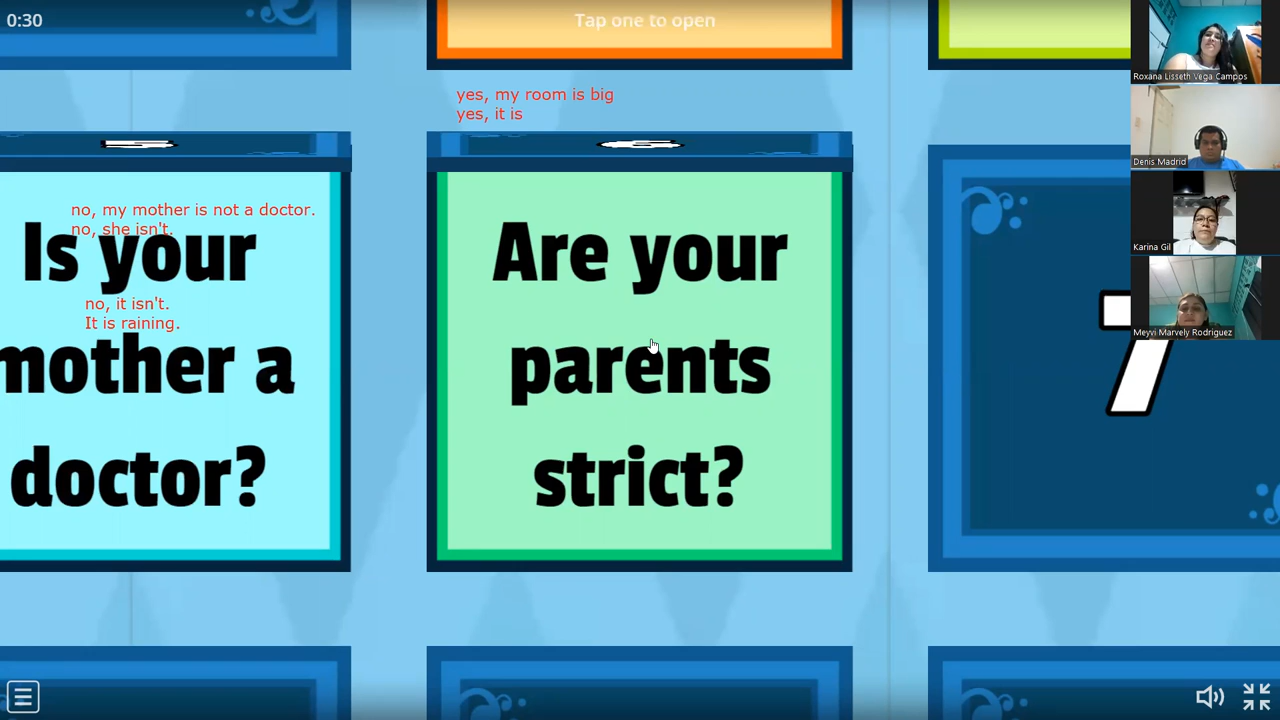 0:30
Tap one to open
yes, my room is big
yes, it is
no, my mother is not a doctor.
no, she isn't.
Is your
mother a
doctor?
no, it isn't.
It is raining.
Are your
parents
strict?
7
Roxana Lisseth Vega Campos
Denis Madrid
Karina Gil
Meyvi Marvely Rodriguez